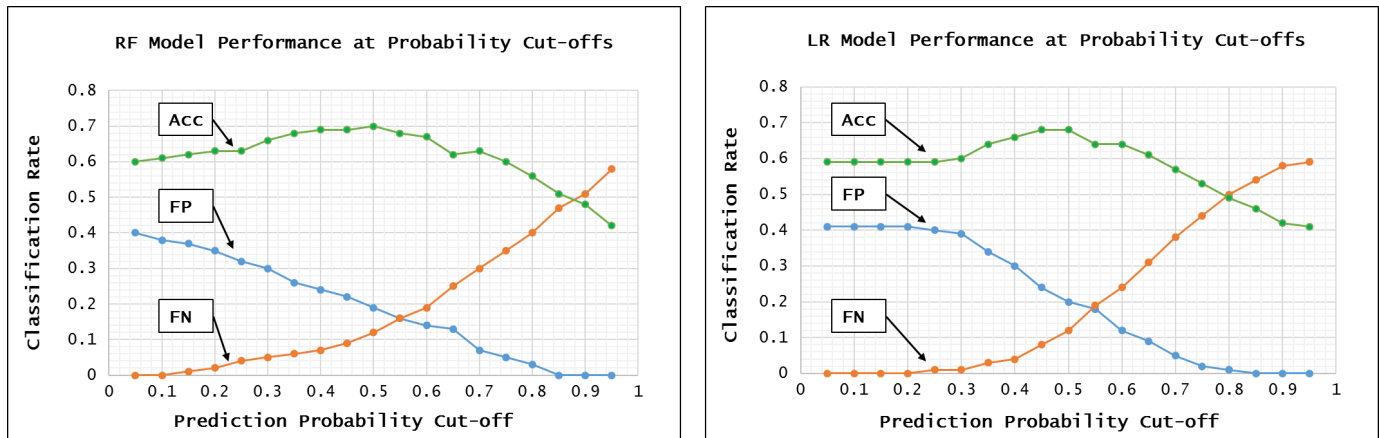 RF Model Performance at Probability Cut-offs
Classification Rate
0.8
0.7
0.6
0.5
0.4
0.3
0.2
0.1
0
Acc
FP
FN
0 0.1 0.2 0.3 0.4 0.5 0.6 0.7 0.8 0.9 1
Prediction Probability Cut-off
LR Model Performance at Probability Cut-offs
Classification Rate
0.8
0.7
0.6
0.5
0.4
0.3
0.2
0.1
0
Acc
FP
FN
0 0.1 0.2 0.3 0.4 0.5 0.6 0.7 0.8 0.9 1
Prediction Probability Cut-off